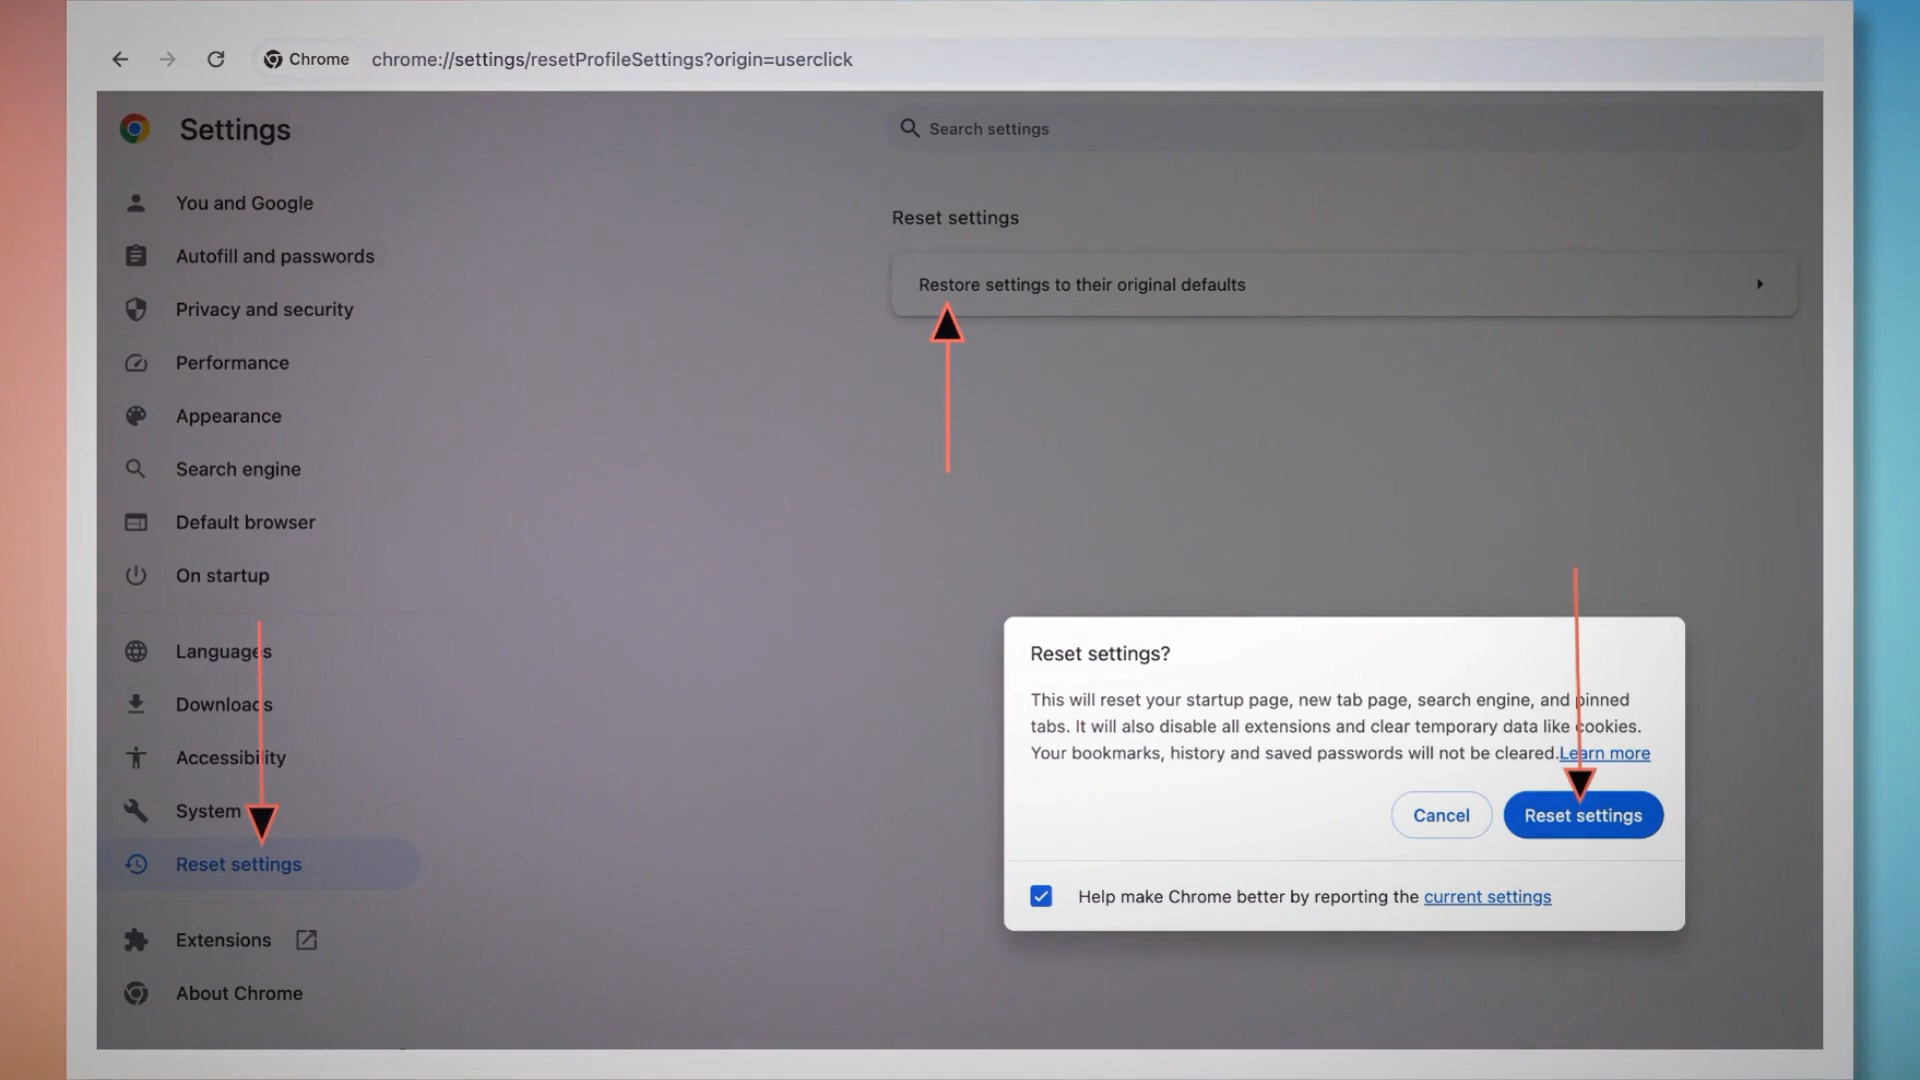 Chrome
chrome://settings/resetProfileSettings?origin=userclick
Settings
Search settings
You and Google
Autofill and passwords
Privacy and security
Performance
Appearance
Search engine
Default browser
On startup
Languages
Downloads
Accessibility
System
Reset settings
Extensions
About Chrome
Reset settings
Restore settings to their original defaults
Reset settings?
This will reset your startup page, new tab page, search engine, and pinned
tabs. It will also disable all extensions and clear temporary data like cookies.
Your bookmarks, history and saved passwords will not be cleared.Learn more
Cancel
Reset settings
Help make Chrome better by reporting the current settings